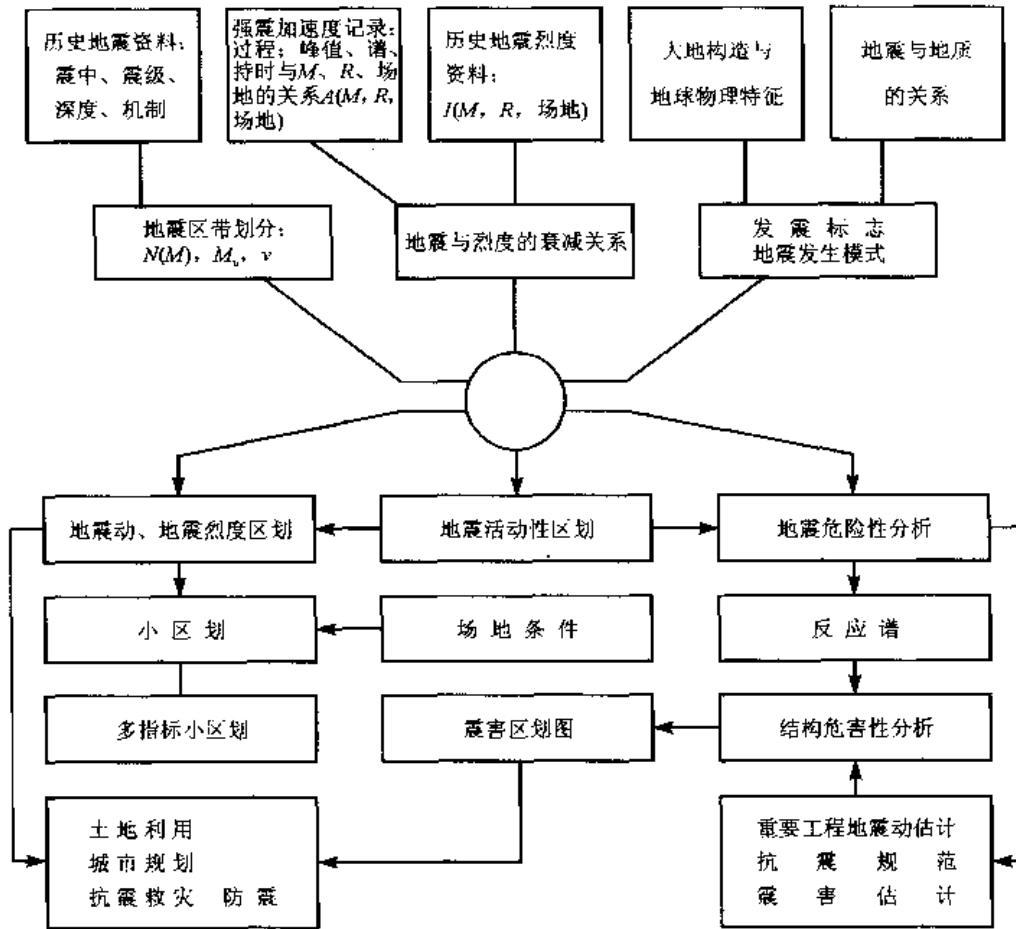 历史地震资料:
震中、震级、
深度、机制
强震加速度记录:
过程;峰值、谱、
持时与M、R、场
地的关系A(M,R,
场地)
历史地震烈度
资料:
I(M,R,场地)
大地构造与
地球物理特征
地震与地质
的关系
地震区带划分:
N(M),Mu,v
地震与烈度的衰减关系
发震标志
地震发生模式
地震动、地震烈度区划
地震活动性区划
地震危险性分析
小区划
场地条件
反应谱
多指标小区划
震害区划图
结构危害性分析
土地利用
城市规划
抗震救灾 防震
重要工程地震动估计
抗震规范
震害估计